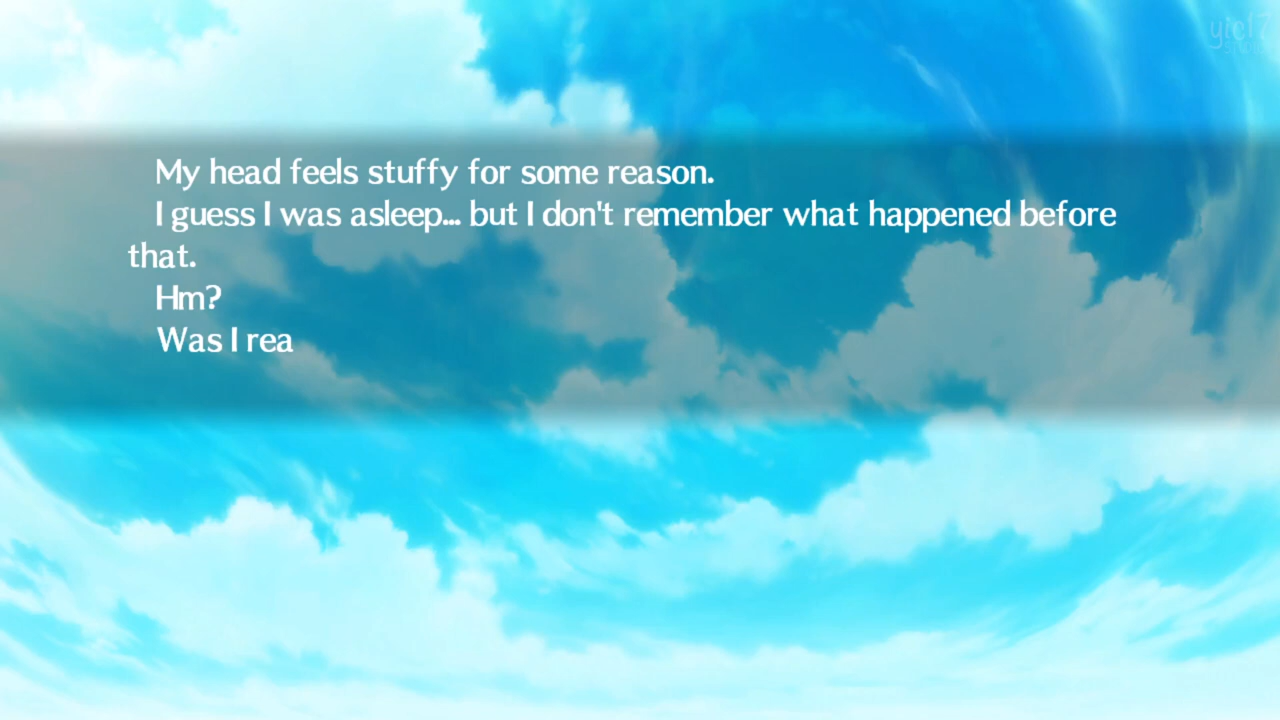 My head feels stuffy for some reason.
I guess I was asleep... but I don't remember what happened before
that.
Hm?
Was I rea